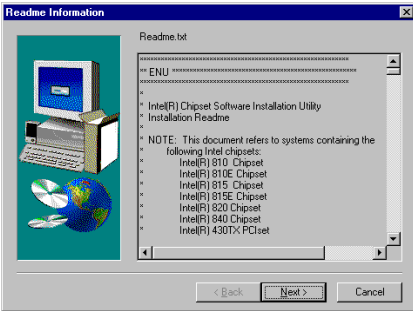 Readme Information
Readme.txt
************************************************************
** ENU ******************************************************
************************************************************
*
* Intel(R) Chipset Software Installation Utility
* Installation Readme
*
* NOTE: This document refers to systems containing the
* following Intel chipsets:
* Intel(R) 810 Chipset
* Intel(R) 810E Chipset
* Intel(R) 815 Chipset
* Intel(R) 815E Chipset
* Intel(R) 820 Chipset
* Intel(R) 840 Chipset
* Intel(R) 430TX PCIset
< Back Next > Cancel